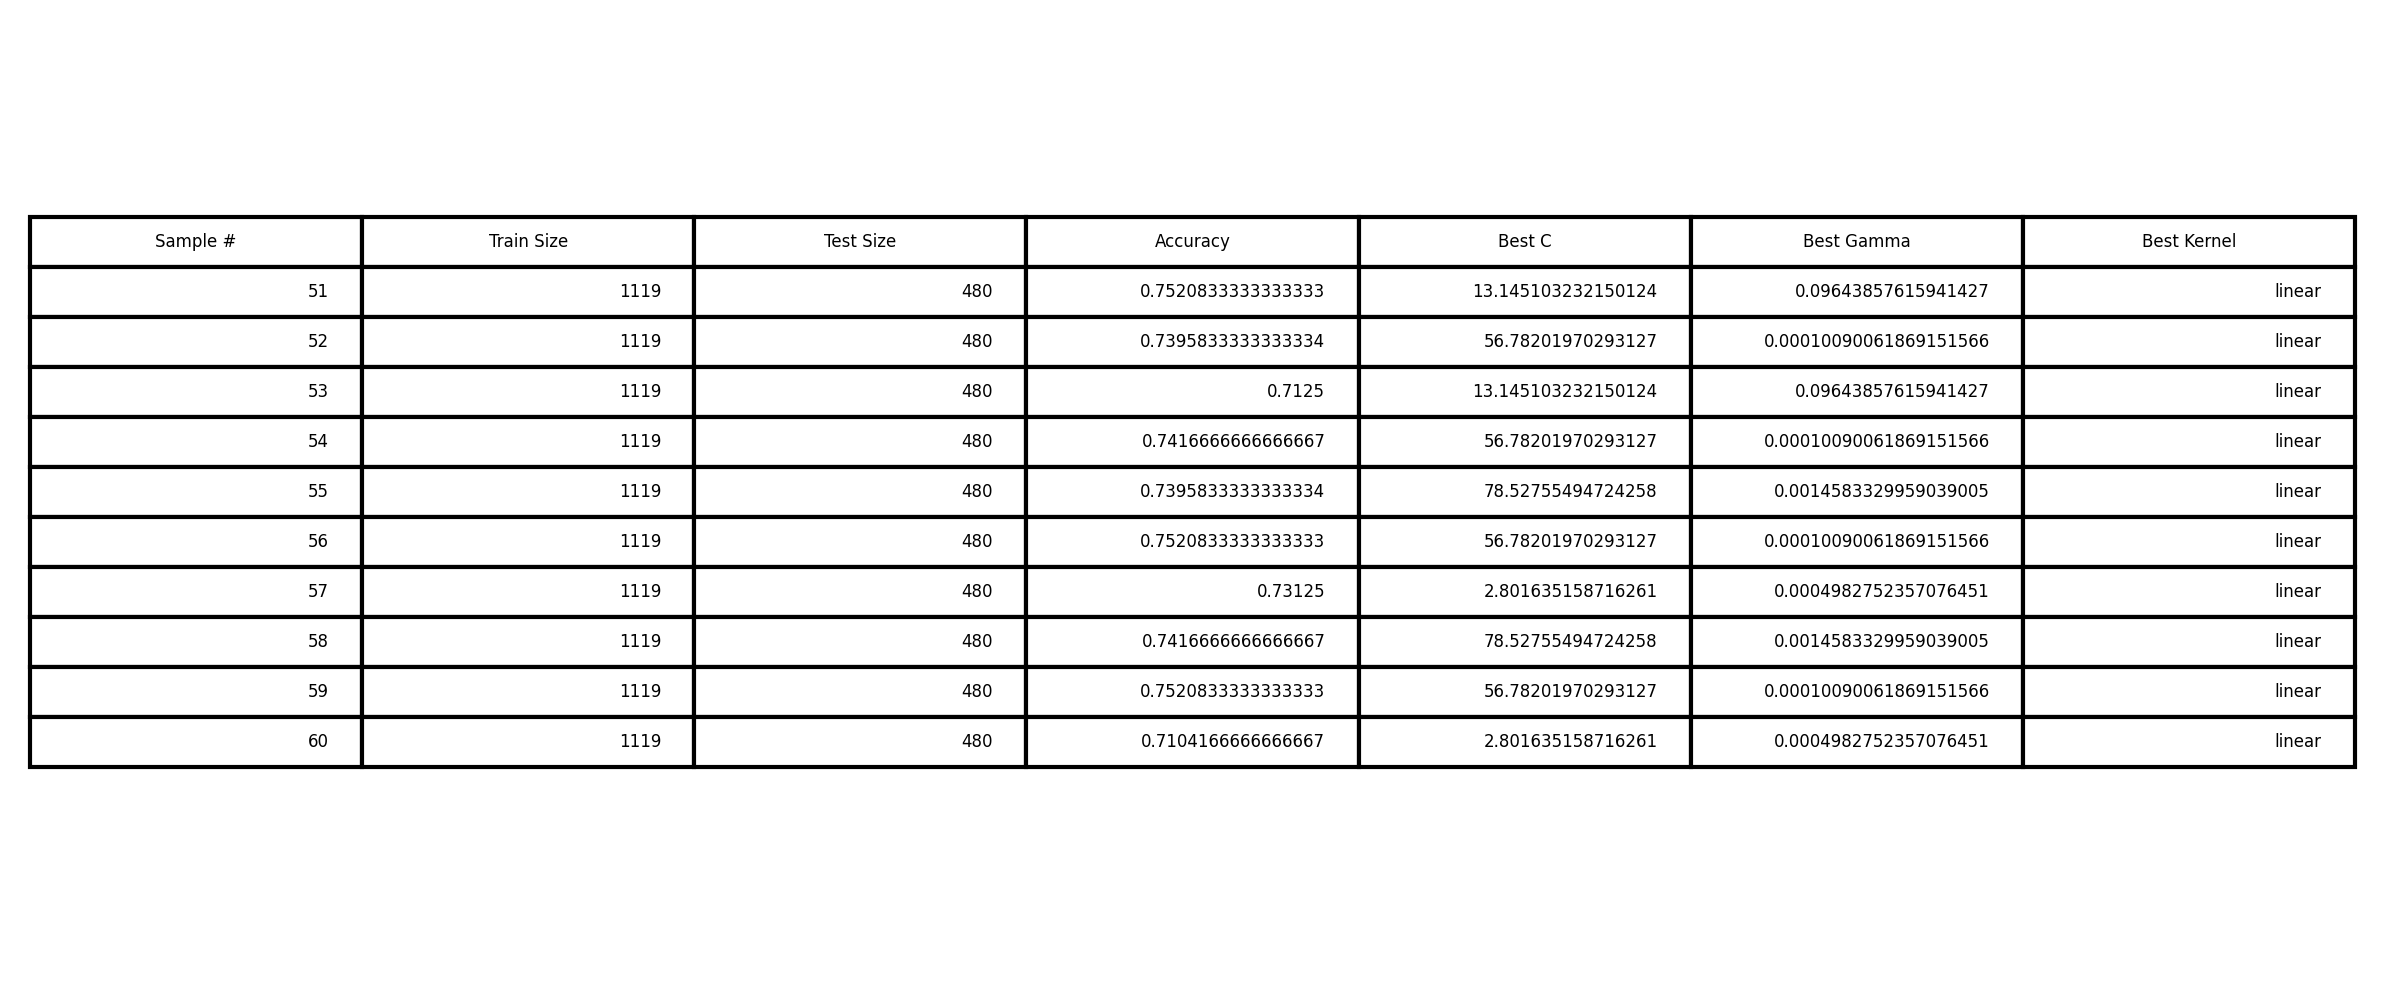 Sample # Train Size Test Size Accuracy Best C Best Gamma Best Kernel
51 1119 480 0.7520833333333333 13.145103232150124 0.09643857615941427 linear
52 1119 480 0.7395833333333334 56.78201970293127 0.00010090061869151566 linear
53 1119 480 0.7125 13.145103232150124 0.09643857615941427 linear
54 1119 480 0.7416666666666667 56.78201970293127 0.00010090061869151566 linear
55 1119 480 0.7395833333333334 78.52755494724258 0.0014583329959039005 linear
56 1119 480 0.7520833333333333 56.78201970293127 0.00010090061869151566 linear
57 1119 480 0.73125 2.801635158716261 0.0004982752357076451 linear
58 1119 480 0.7416666666666667 78.52755494724258 0.0014583329959039005 linear
59 1119 480 0.7520833333333333 56.78201970293127 0.00010090061869151566 linear
60 1119 480 0.7104166666666667 2.801635158716261 0.0004982752357076451 linear